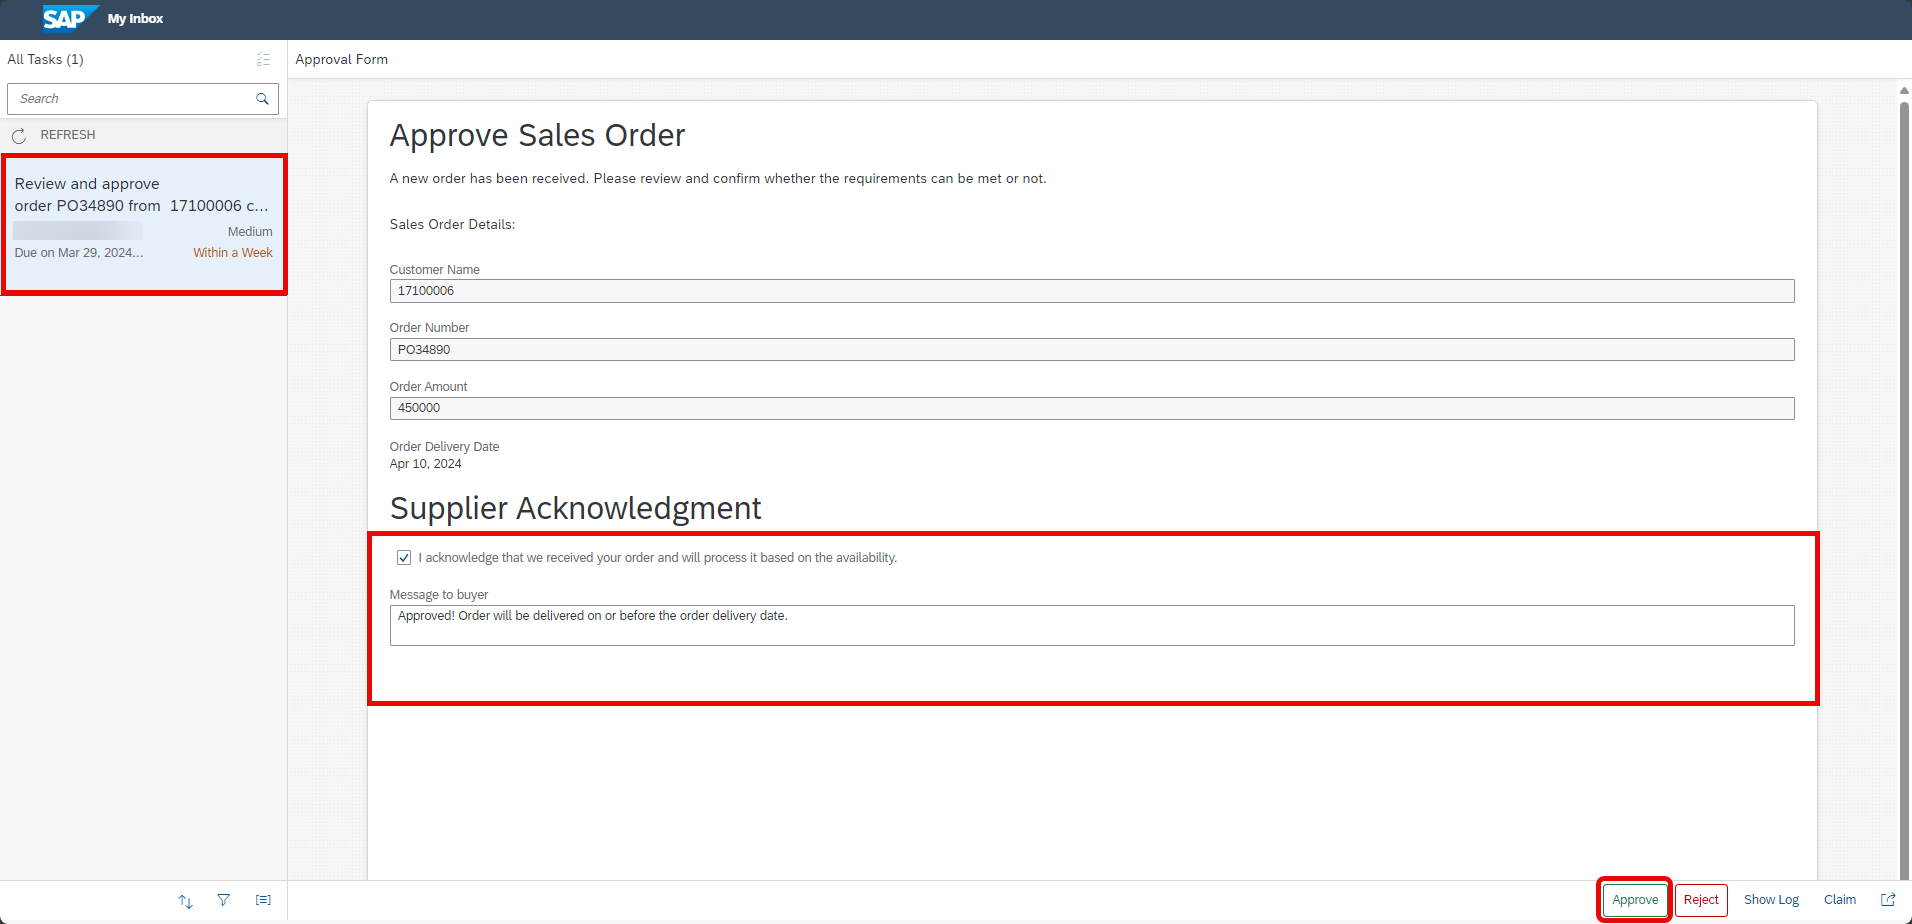 SAP My Inbox
All Tasks (1)
Search
REFRESH
Review and approve
order PO34890 from 17100006 c...
Medium
Due on Mar 29, 2024... Within a Week
Approval Form
Approve Sales Order
A new order has been received. Please review and confirm whether the requirements can be met or not.
Sales Order Details:
Customer Name
17100006
Order Number
PO34890
Order Amount
450000
Order Delivery Date
Apr 10, 2024
Supplier Acknowledgment
I acknowledge that we received your order and will process it based on the availability.
Message to buyer
Approved! Order will be delivered on or before the order delivery date.
Approve Reject Show Log Claim